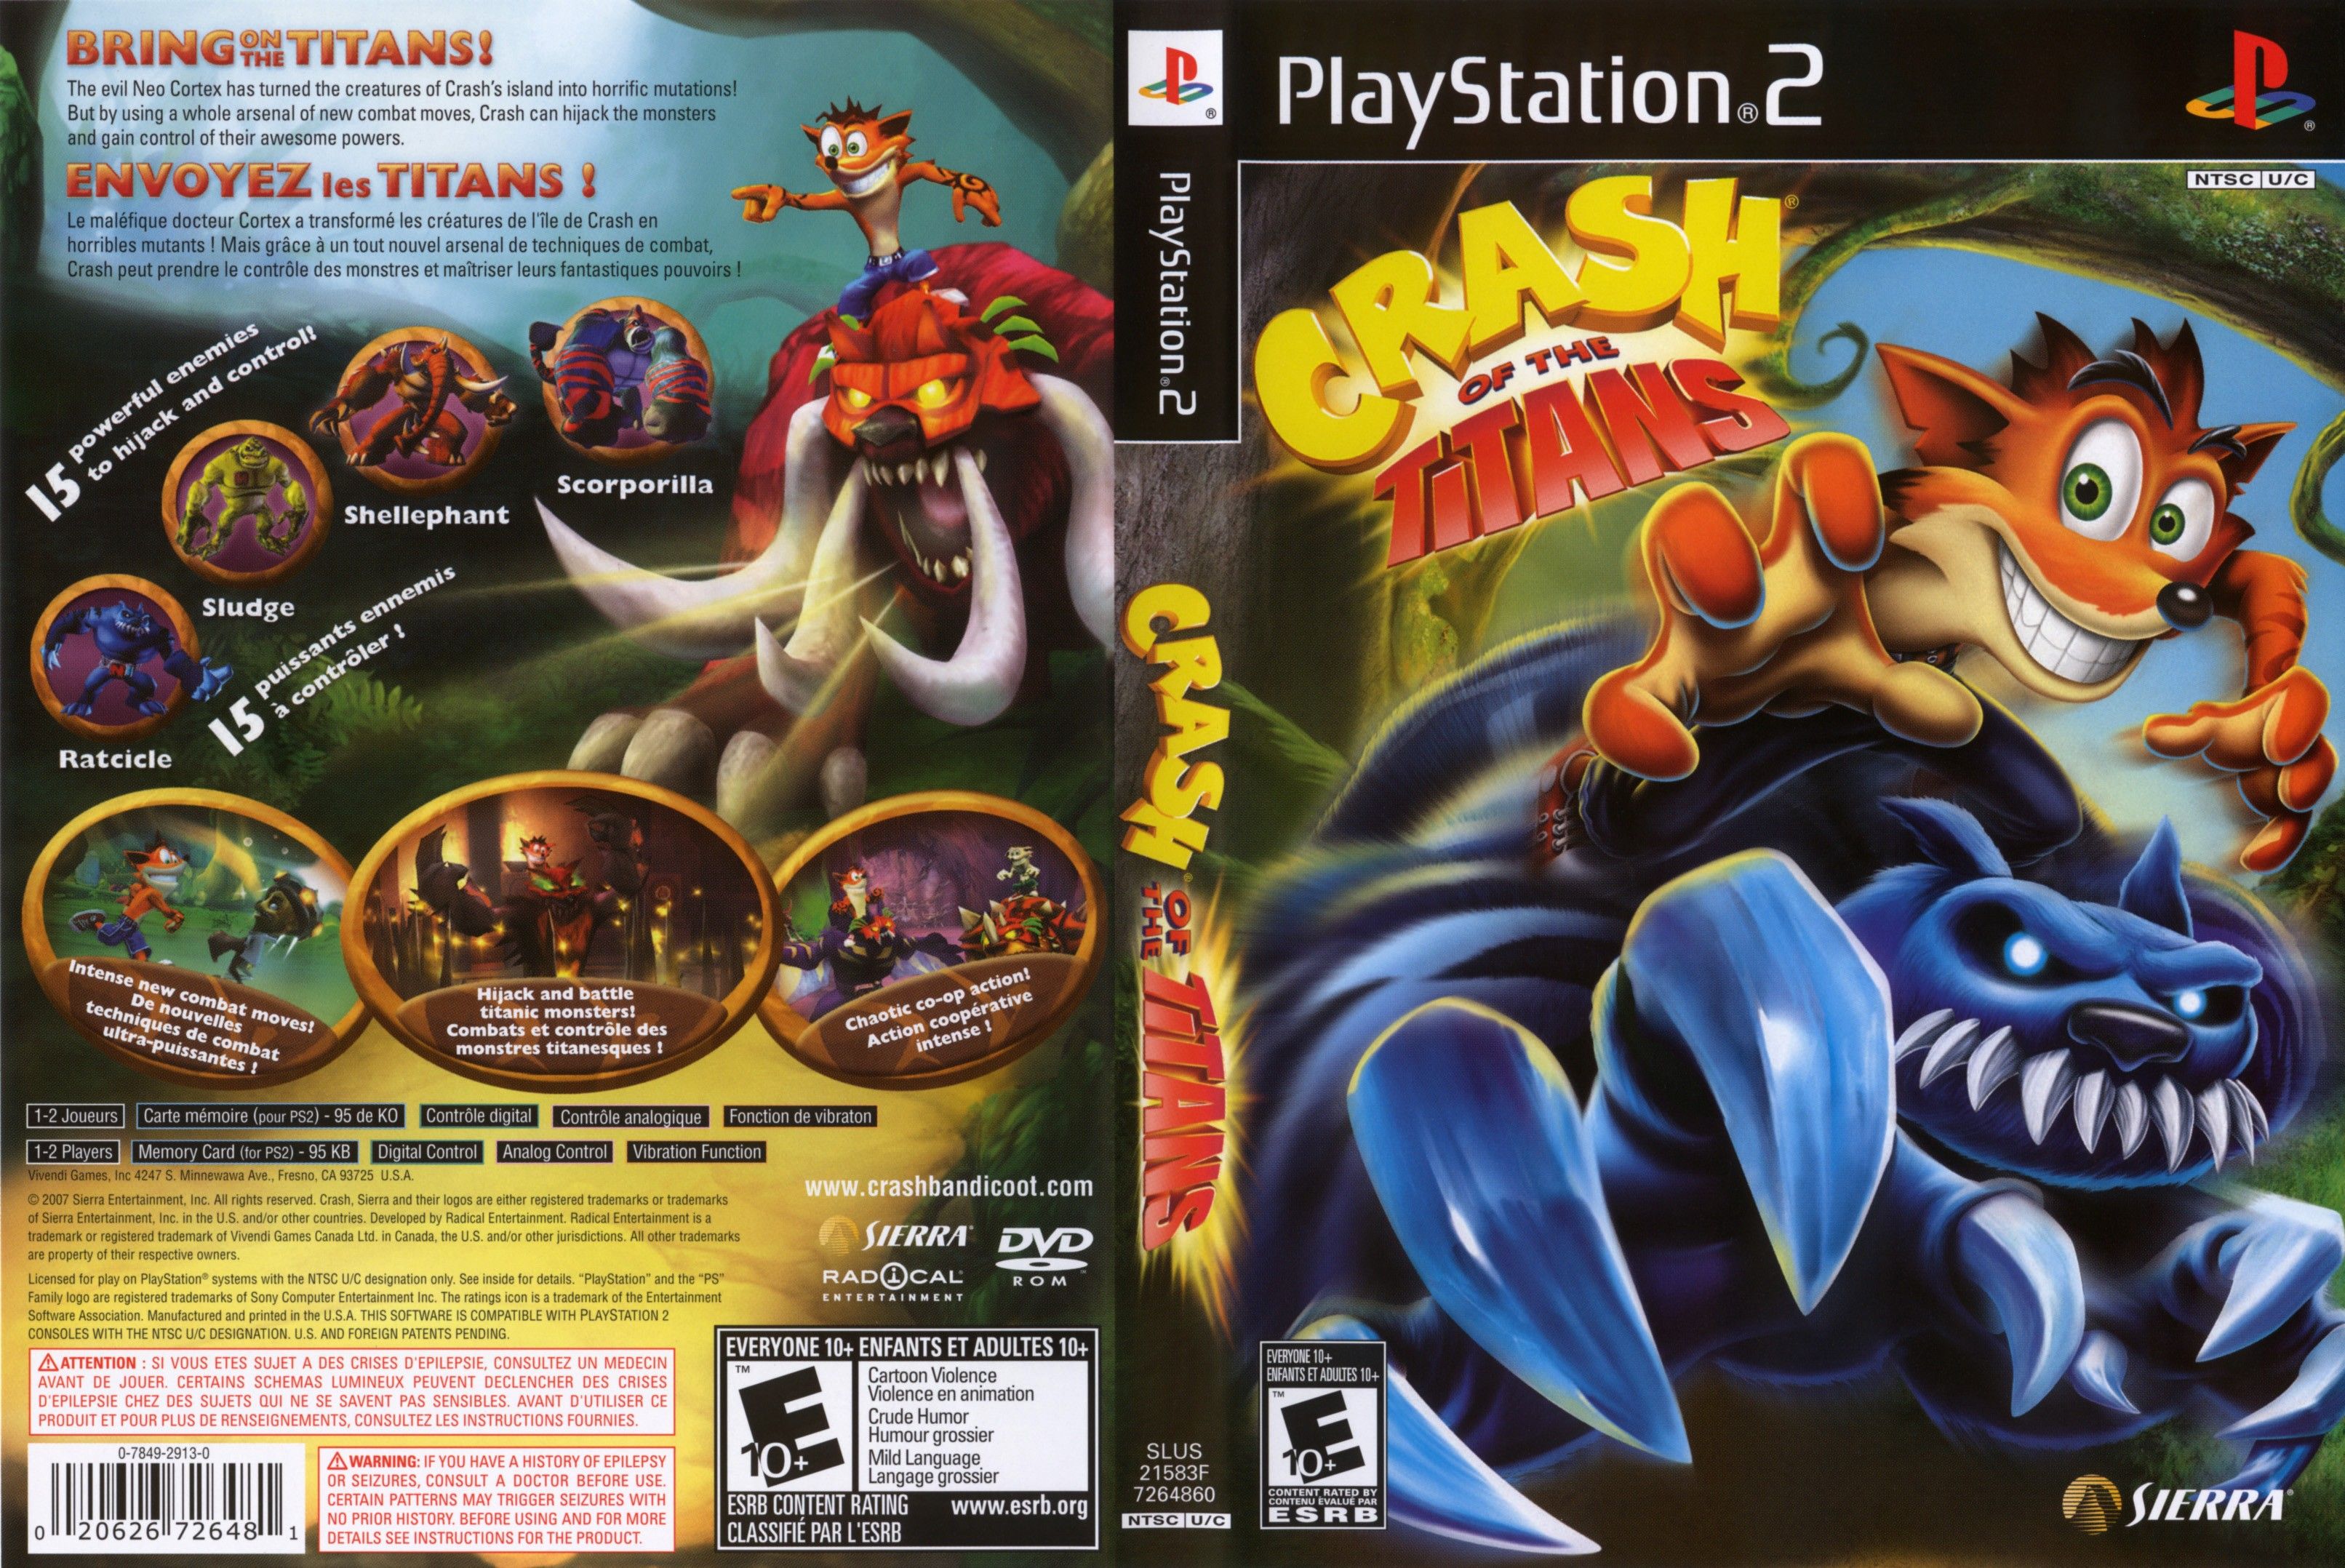 BRING ON THE TITANS!
The evil Neo Cortex has turned the creatures of Crash's island into horrific mutations!
But by using a whole arsenal of new combat moves, Crash can hijack the monsters
and gain control of their awesome powers.
ENVOYEZ les TITANS !
Le maléfique docteur Cortex a transformé les créatures de l'île de Crash en
horribles mutants ! Mais grâce à un tout nouvel arsenal de techniques de combat,
Crash peut prendre le contrôle des monstres et maîtriser leurs fantastiques pouvoirs !
15 powerful enemies
to hijack and control!
Scorporilla
Shellephant
Sludge
Ratcicle
15 puissants ennemis
à contrôler !
Intense new combat moves!
De nouvelles
techniques de combat
ultra-puissantes !
Hijack and battle
titanic monsters!
Combats et contrôle des
monstres titanesques !
Chaotic co-op action!
Action coopérative
intense !
1-2 Joueurs Carte mémoire (pour PS2) - 95 de KO Contrôle digital Contrôle analogique Fonction de vibraton
1-2 Players Memory Card (for PS2) - 95 KB Digital Control Analog Control Vibration Function
Vivendi Games, Inc 4247 S. Minnewawa Ave., Fresno, CA 93725 U.S.A.
© 2007 Sierra Entertainment, Inc. All rights reserved. Crash, Sierra and their logos are either registered trademarks or trademarks
of Sierra Entertainment, Inc. in the U.S. and/or other countries. Developed by Radical Entertainment. Radical Entertainment is a
trademark or registered trademark of Vivendi Games Canada Ltd. in Canada, the U.S. and/or other jurisdictions. All other trademarks
are property of their respective owners.
Licensed for play on PlayStation® systems with the NTSC U/C designation only. See inside for details. “PlayStation” and the “PS”
Family logo are registered trademarks of Sony Computer Entertainment Inc. The ratings icon is a trademark of the Entertainment
Software Association. Manufactured and printed in the U.S.A. THIS SOFTWARE IS COMPATIBLE WITH PLAYSTATION 2
CONSOLES WITH THE NTSC U/C DESIGNATION. U.S. AND FOREIGN PATENTS PENDING.
www.crashbandicoot.com
SIERRA®
DVD
ROM
RADICAL
ENTERTAINMENT
ATTENTION : SI VOUS ETES SUJET A DES CRISES D'EPILEPSIE, CONSULTEZ UN MEDECIN
AVANT DE JOUER. CERTAINS SCHEMAS LUMINEUX PEUVENT DECLENCHER DES CRISES
D'EPILEPSIE CHEZ DES SUJETS QUI NE SE SAVENT PAS SENSIBLES. AVANT D'UTILISER CE
PRODUIT ET POUR PLUS DE RENSEIGNEMENTS, CONSULTEZ LES INSTRUCTIONS FOURNIES.
0-7849-2913-0
0 20626 72648 1
WARNING: IF YOU HAVE A HISTORY OF EPILEPSY
OR SEIZURES, CONSULT A DOCTOR BEFORE USE.
CERTAIN PATTERNS MAY TRIGGER SEIZURES WITH
NO PRIOR HISTORY. BEFORE USING AND FOR MORE
DETAILS SEE INSTRUCTIONS FOR THE PRODUCT.
EVERYONE 10+ ENFANTS ET ADULTES 10+
™
E
10+
Cartoon Violence
Violence en animation
Crude Humor
Humour grossier
Mild Language
Langage grossier
ESRB CONTENT RATING www.esrb.org
CLASSIFIÉ PAR L'ESRB
®
PlayStation®2
CRASH®
OF THE
TITANS
SLUS
21583F
7264860
NTSC U/C
PlayStation®2
®
NTSC U/C
CRASH®
OF THE
TITANS
EVERYONE 10+
ENFANTS ET ADULTES 10+
™
E
10+
CONTENT RATED BY
CONTENU ÉVALUÉ PAR
ESRB
SIERRA®